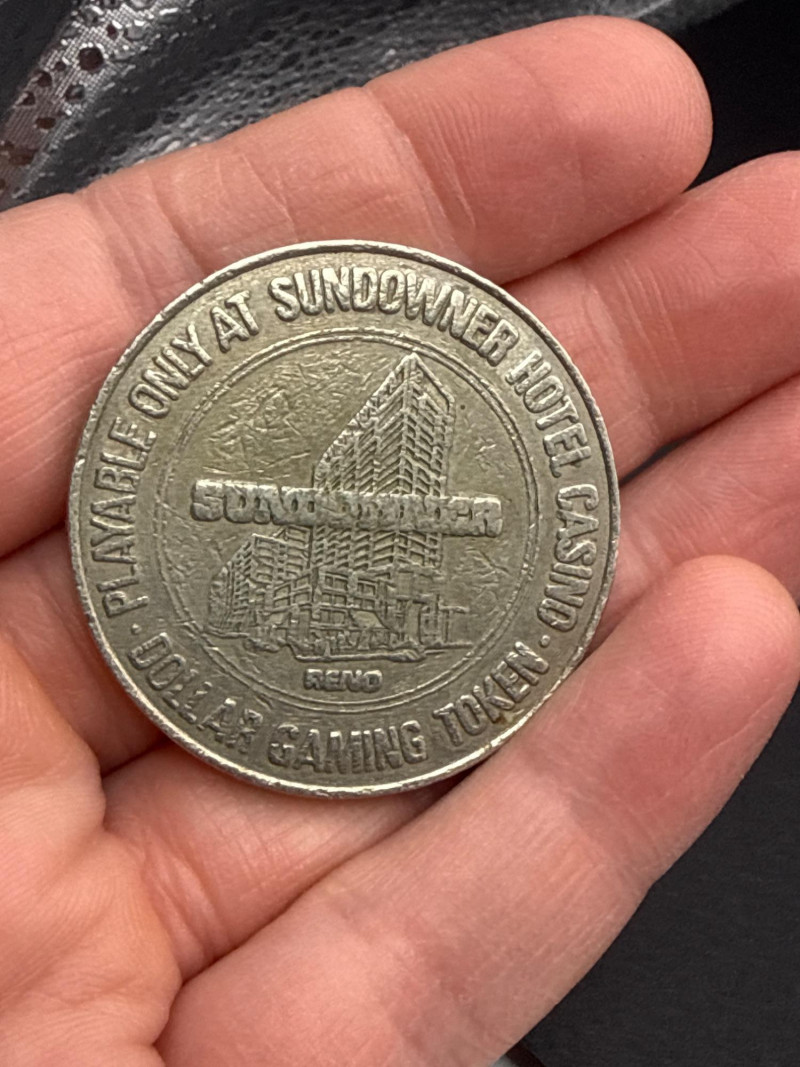 · PLAYABLE ONLY AT SUNDOWNER HOTEL CASINO ·
SUNDOWNER
RENO
DOLLAR GAMING TOKEN